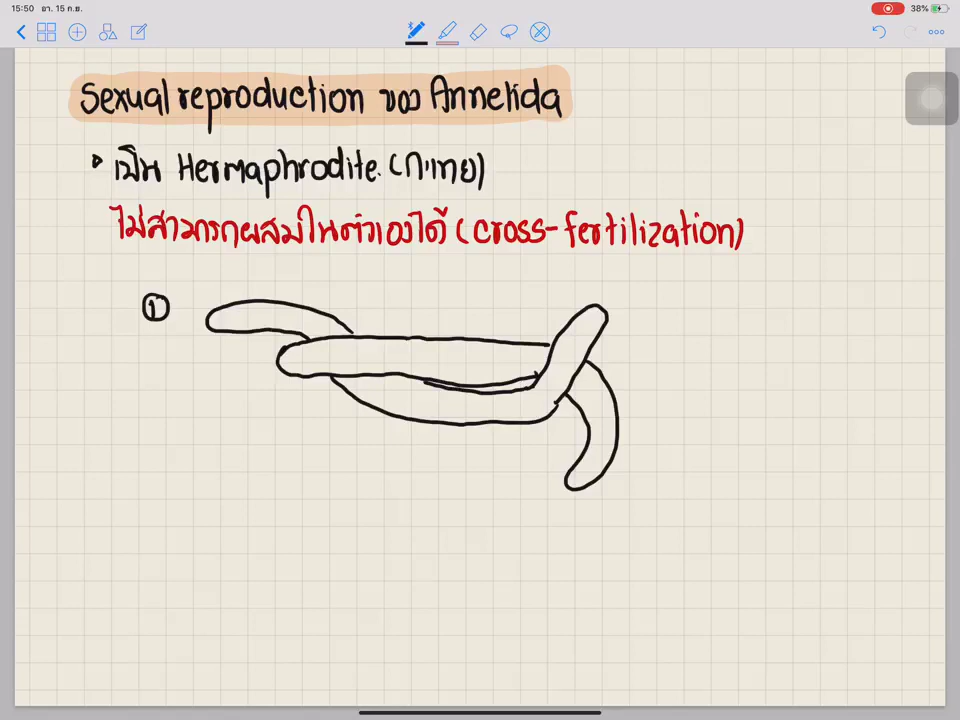 15:50 อา. 15 ก.ย.
38%
Sexual reproduction ของ Annelida
เป็น Hermaphrodite (กะเทย)
ไม่สามารถผสมในตัวเองได้ (cross-fertilization)
①